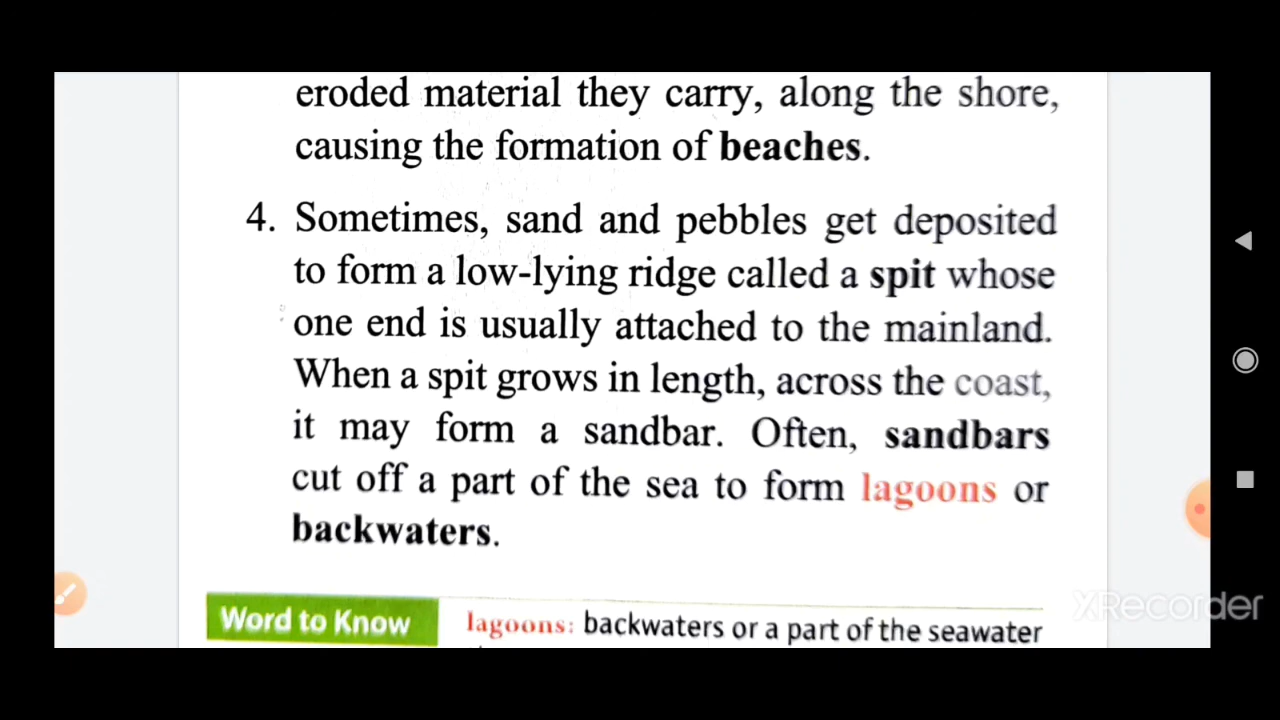 eroded material they carry, along the shore,
causing the formation of beaches.
4. Sometimes, sand and pebbles get deposited
to form a low-lying ridge called a spit whose
one end is usually attached to the mainland.
When a spit grows in length, across the coast,
it may form a sandbar. Often, sandbars
cut off a part of the sea to form lagoons or
backwaters.
Word to Know
lagoons: backwaters or a part of the seawater
XRecorder